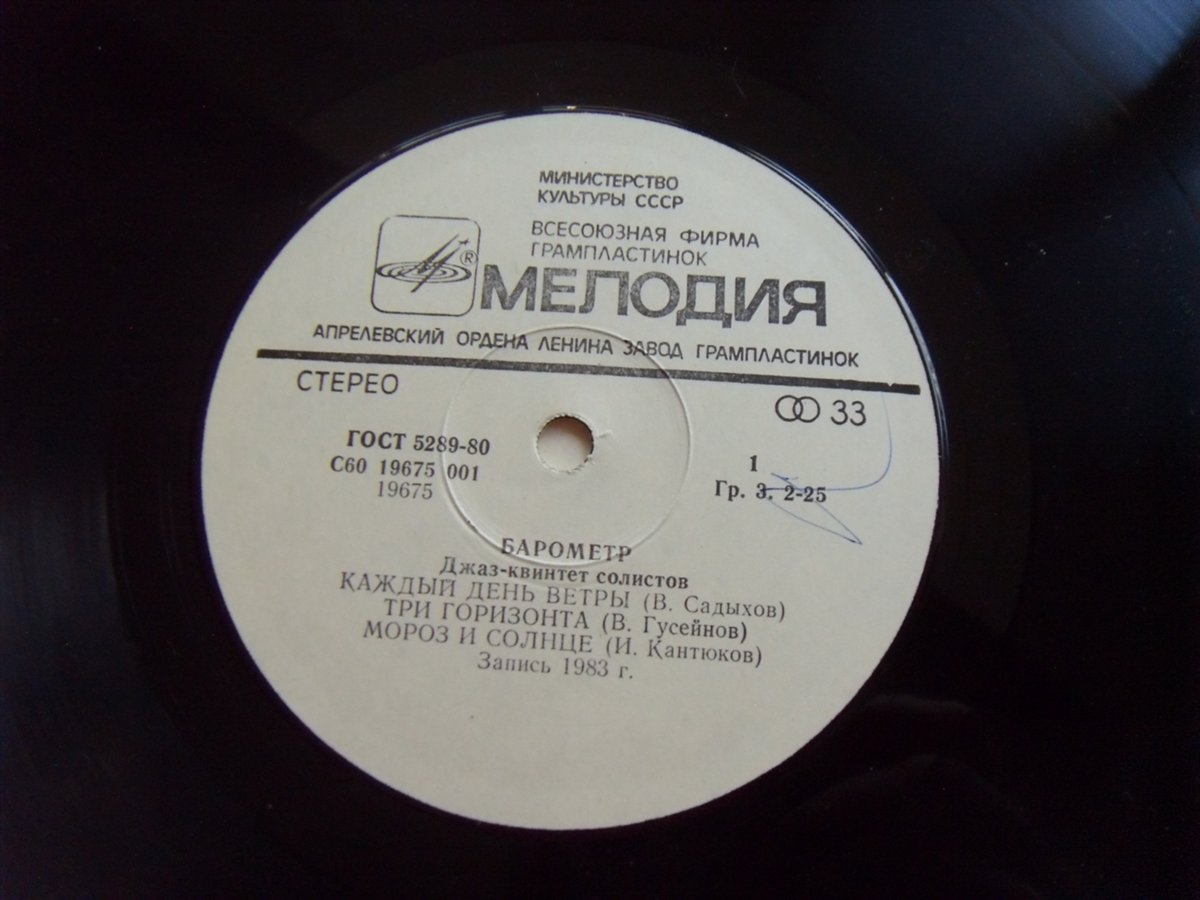 МИНИСТЕРСТВО
КУЛЬТУРЫ СССР
ВСЕСОЮЗНАЯ ФИРМА
ГРАМПЛАСТИНОК
®
МЕЛОДИЯ
АПРЕЛЕВСКИЙ ОРДЕНА ЛЕНИНА ЗАВОД ГРАМПЛАСТИНОК
СТЕРЕО
33
ГОСТ 5289-80
С60 19675 001
19675
1
Гр. 3. 2-25
БАРОМЕТР
Джаз-квинтет солистов
КАЖДЫЙ ДЕНЬ ВЕТРЫ (В. Садыхов)
ТРИ ГОРИЗОНТА (В. Гусейнов)
МОРОЗ И СОЛНЦЕ (И. Кантюков)
Запись 1983 г.